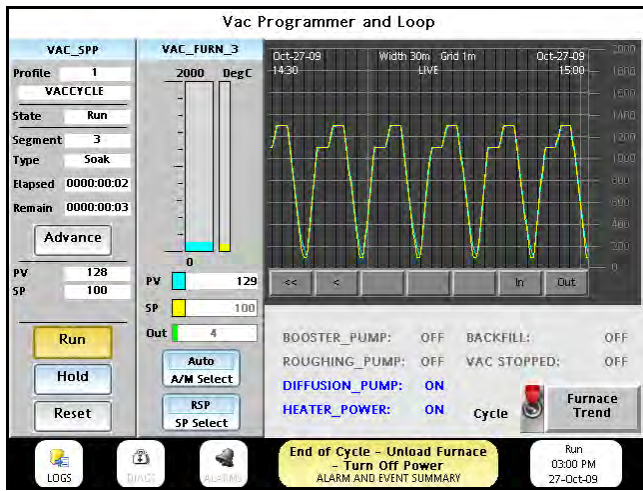 Vac Programmer and Loop
VAC_SPP
Profile 1
VACCYCLE
State Run
Segment 3
Type Soak
Elapsed 0000:00:02
Remain 0000:00:03
Advance
PV 128
SP 100
Run
Hold
Reset
VAC_FURN_3
2000 DegC
0
PV 129
SP 100
Out 4
Auto
A/M Select
RSP
SP Select
Oct-27-09 Width 30m Grid 1m Oct-27-09
14:30 LIVE 15:00
2000
1800
1600
1400
1200
1000
800
600
400
200
0
<< < In Out
BOOSTER_PUMP: OFF BACKFILL: OFF
ROUGHING_PUMP: OFF VAC STOPPED: OFF
DIFFUSION_PUMP: ON
HEATER_POWER: ON
Cycle
Furnace
Trend
LOGS
DIAGS
ALARMS
End of Cycle - Unload Furnace
- Turn Off Power
ALARM AND EVENT SUMMARY
Run
03:00 PM
27-Oct-09